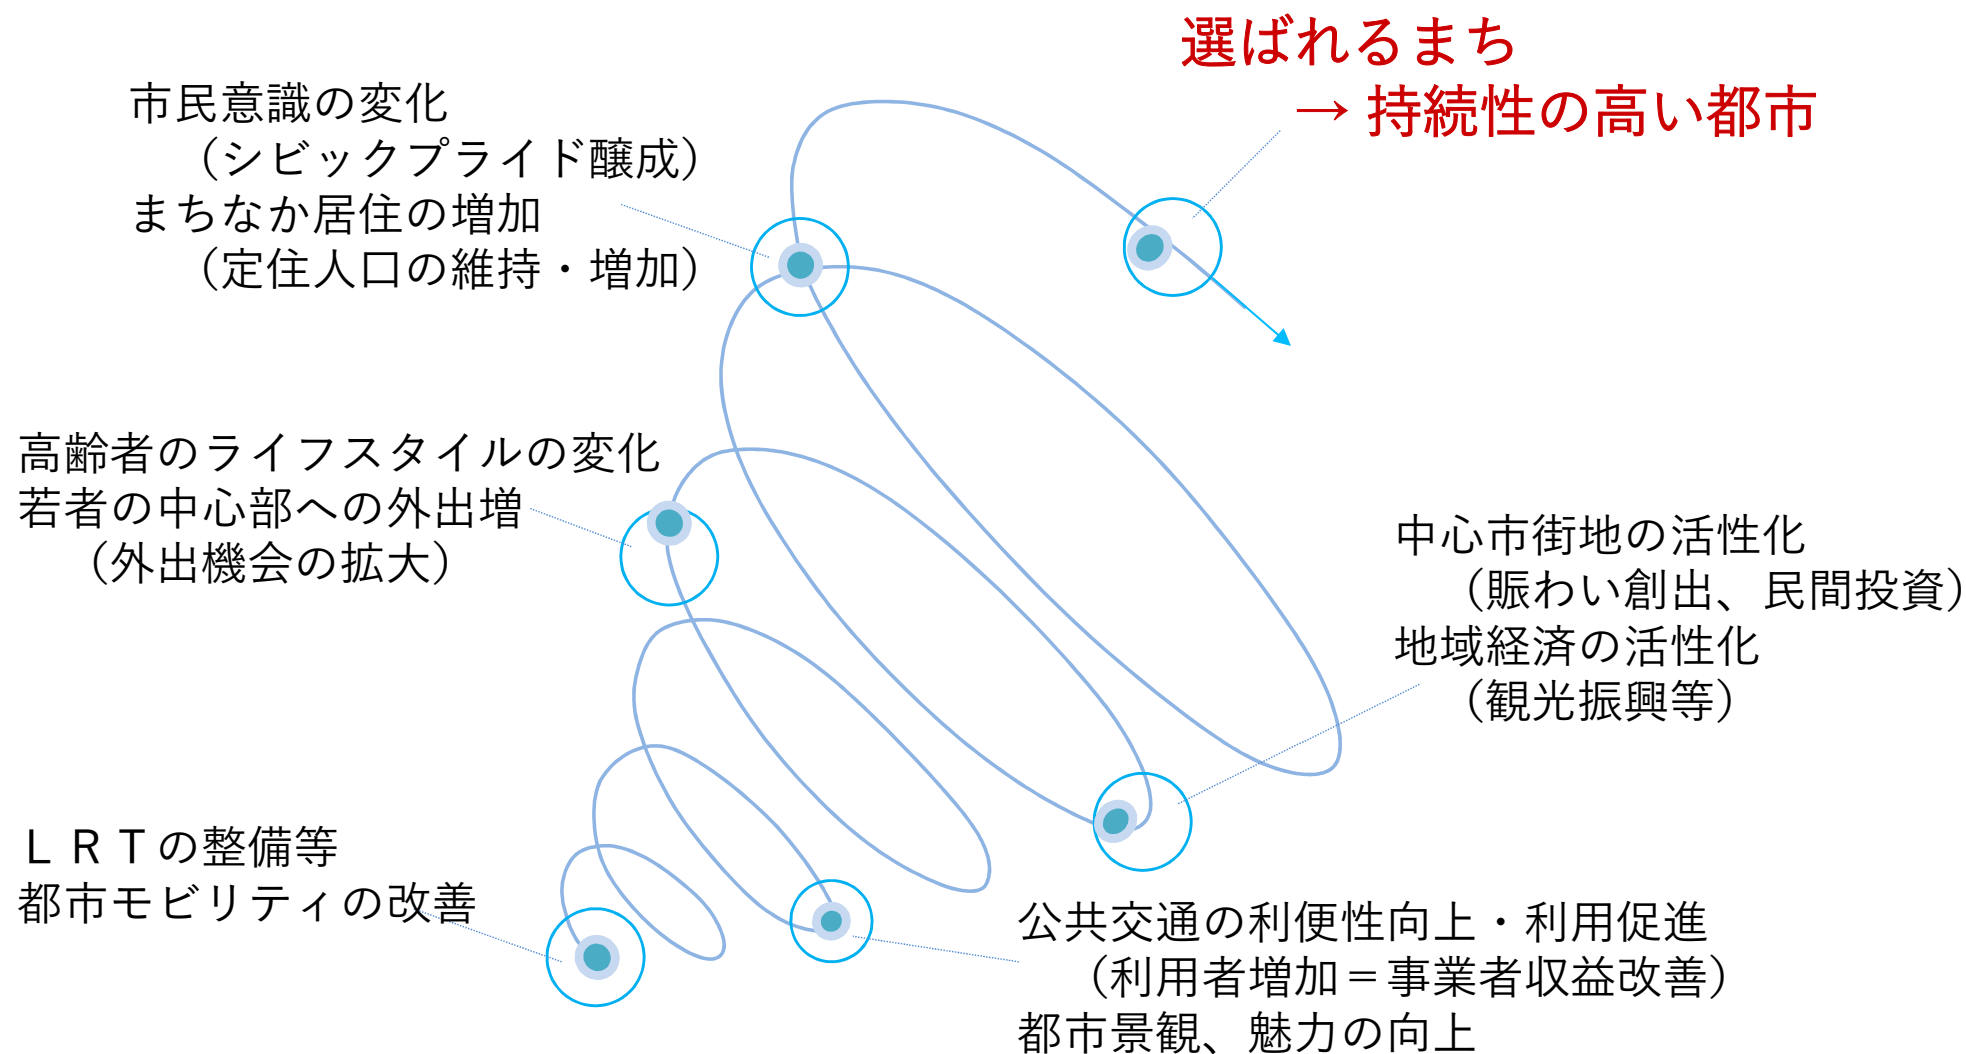 選ばれるまち
→ 持続性の高い都市
市民意識の変化
（シビックプライド醸成）
まちなか居住の増加
（定住人口の維持・増加）
高齢者のライフスタイルの変化
若者の中心部への外出増
（外出機会の拡大）
中心市街地の活性化
（賑わい創出、民間投資）
地域経済の活性化
（観光振興等）
ＬＲＴの整備等
都市モビリティの改善
公共交通の利便性向上・利用促進
（利用者増加＝事業者収益改善）
都市景観、魅力の向上